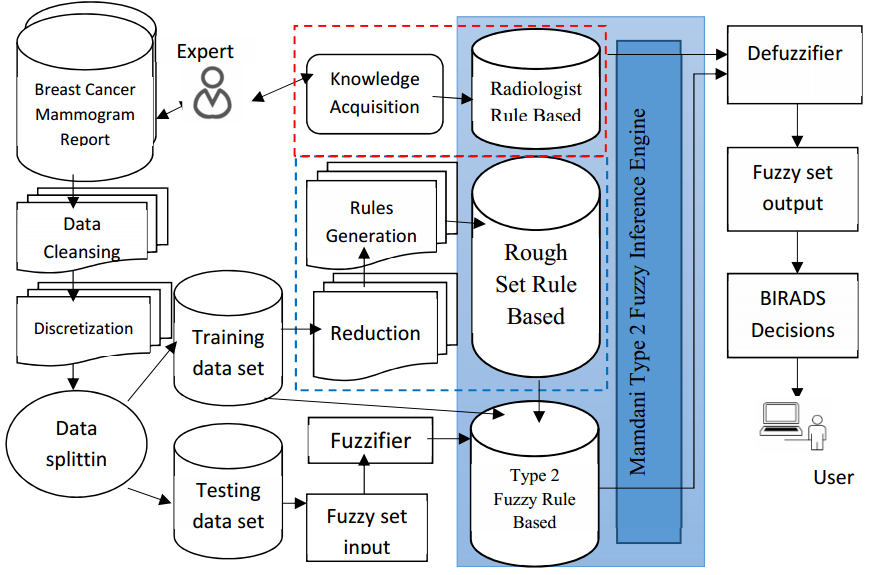 Expert
Breast Cancer
Mammogram
Report
Knowledge
Acquisition
Radiologist
Rule Based
Defuzzifier
Mamdani Type 2 Fuzzy Inference Engine
Data
Cleansing
Rules
Generation
Rough
Set Rule
Based
Fuzzy set
output
Discretization
Training
data set
Reduction
BIRADS
Decisions
Data
splittin
Fuzzifier
Testing
data set
Fuzzy set
input
Type 2
Fuzzy Rule
Based
User